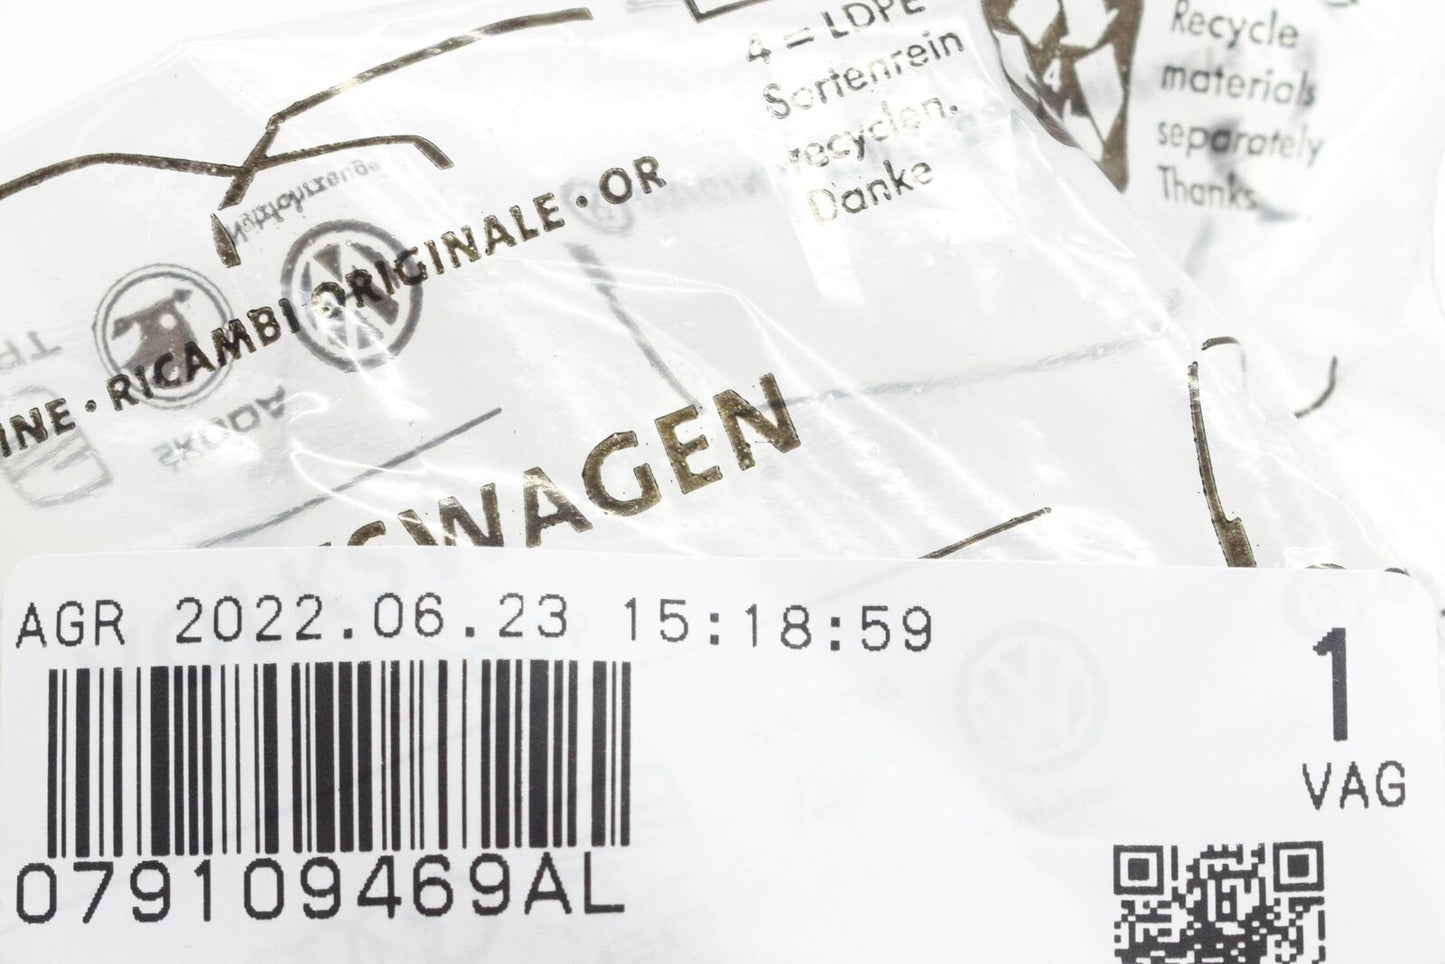 4 = LDPE
Sortenrein
recyclen.
Danke
Recycle
materials
separately
Thanks
4
INE · RICAMBI ORIGINALE · OR
SWAGEN
AGR 2022.06.23 15:18:59
1
VAG
079109469AL